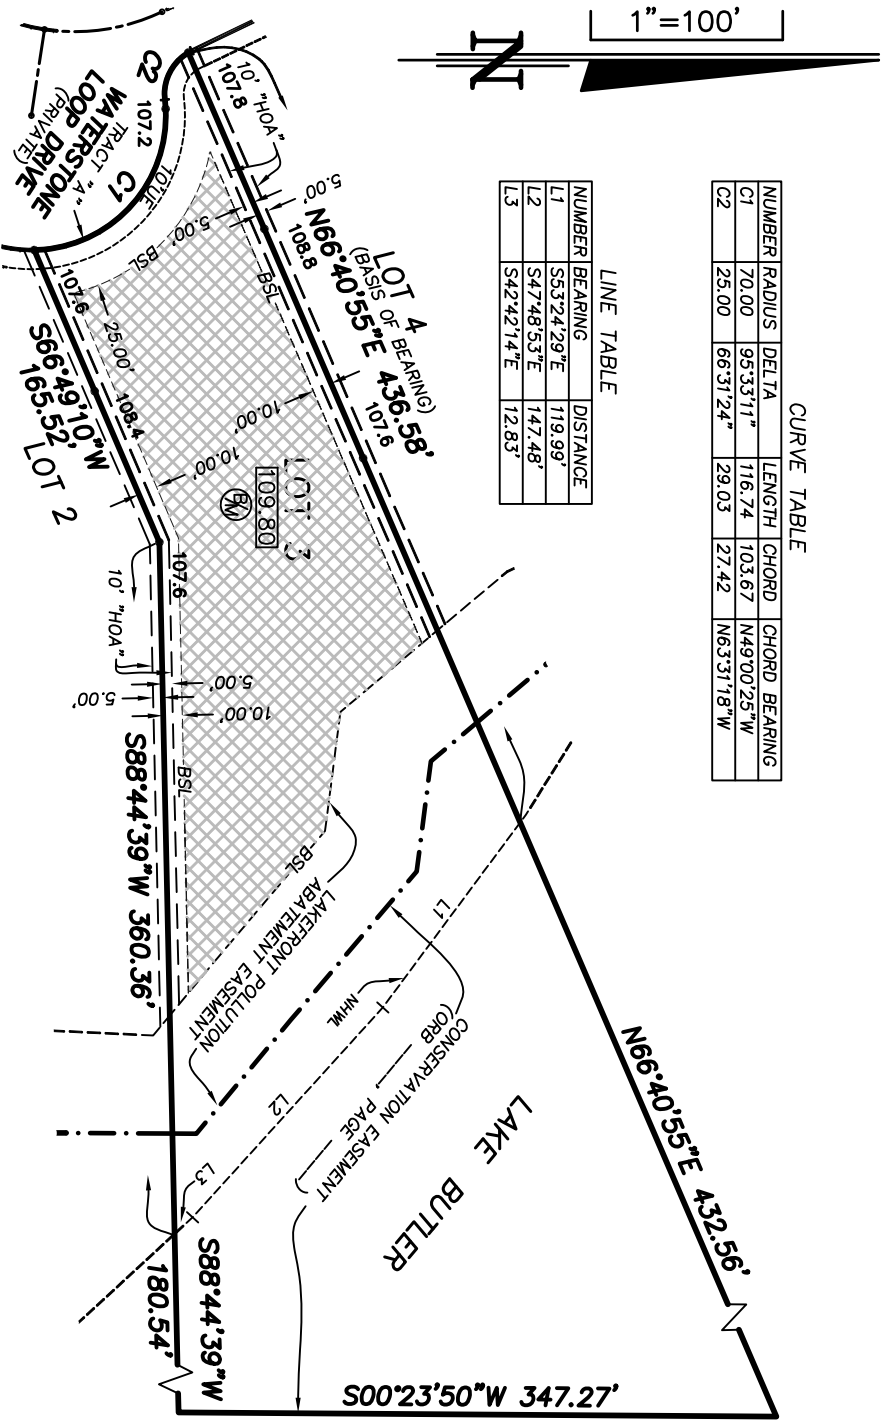 1"=100'
N
CURVE TABLE
NUMBER RADIUS DELTA LENGTH CHORD CHORD BEARING
C1 70.00 95°33'11" 116.74 103.67 N49°00'25"W
C2 25.00 66°31'24" 29.03 27.42 N63°31'18"W
LINE TABLE
NUMBER BEARING DISTANCE
L1 S53°24'29"E 119.99'
L2 S47°48'53"E 147.48'
L3 S42°42'14"E 12.83'
LOT 4
(BASIS OF BEARING)
N66°40'55"E 436.58'
N66°40'55"E 432.56'
10' "HOA"
107.8
5.00'
5.00'
108.8
107.6
BSL
C2
107.2
C1
10'UE
TRACT "A"
WATERSTONE
LOOP DRIVE
(PRIVATE)
BSL
107.6
25.00'
108.4
10.00'
10.00'
LOT 3
109.80
B/M
S66°49'10"W
165.52'
LOT 2
107.6
10' "HOA"
5.00'
5.00'
10.00'
BSL
S88°44'39"W 360.36'
BSL
LAKEFRONT POLLUTION
ABATEMENT EASEMENT
L1
NHWL
L2
L3
CONSERVATION EASEMENT
(ORB ____ PAGE ____)
LAKE BUTLER
S88°44'39"W
180.54'
S00°23'50"W 347.27'